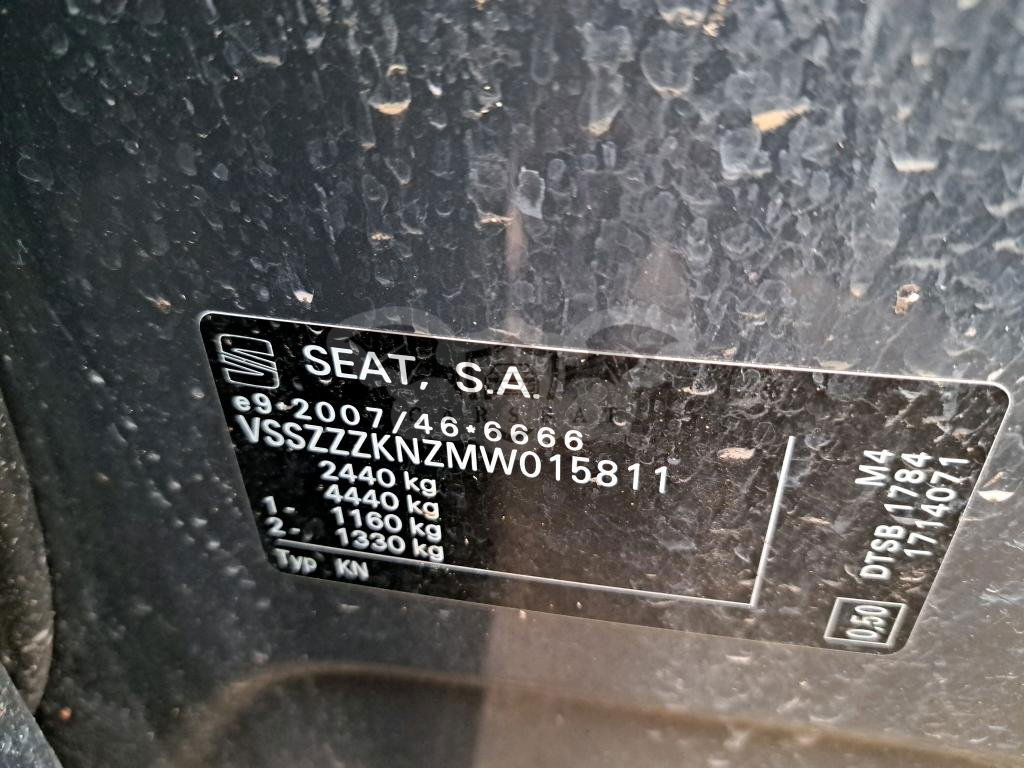 SEAT, S.A.
e9*2007/46*6666
VSSZZZKNZMW015811
2440 kg
4440 kg
1- 1160 kg
2- 1330 kg
Typ KN
M4
DTSB 1784
1714071
0,50
CARSEAT